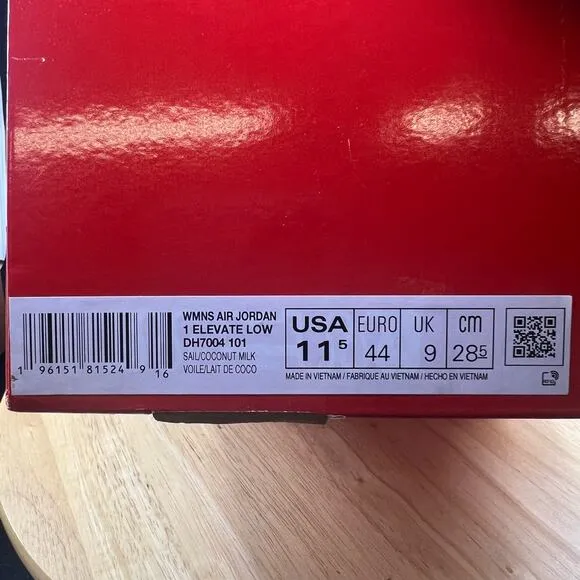 WMNS AIR JORDAN
1 ELEVATE LOW
DH7004 101
SAIL/COCONUT MILK
VOILE/LAIT DE COCO
1 96151 81524 9 16
USA EURO UK cm
11 5 44 9 28 5
MADE IN VIETNAM / FABRIQUE AU VIETNAM / HECHO EN VIETNAM